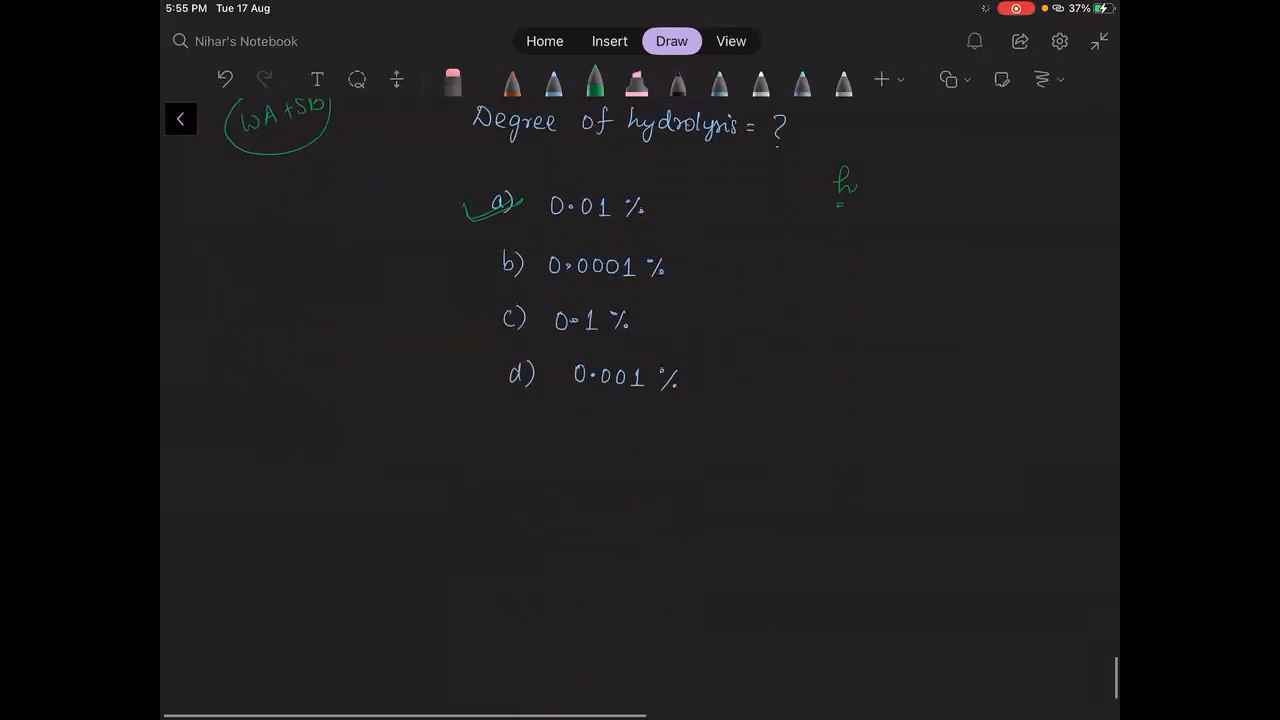 5:55 PM Tue 17 Aug
37%
Nihar's Notebook
Home Insert Draw View
T
WA+SB
Degree of hydrolysis = ?
h
a) 0.01 %
b) 0.0001 %
c) 0.1 %
d) 0.001 %